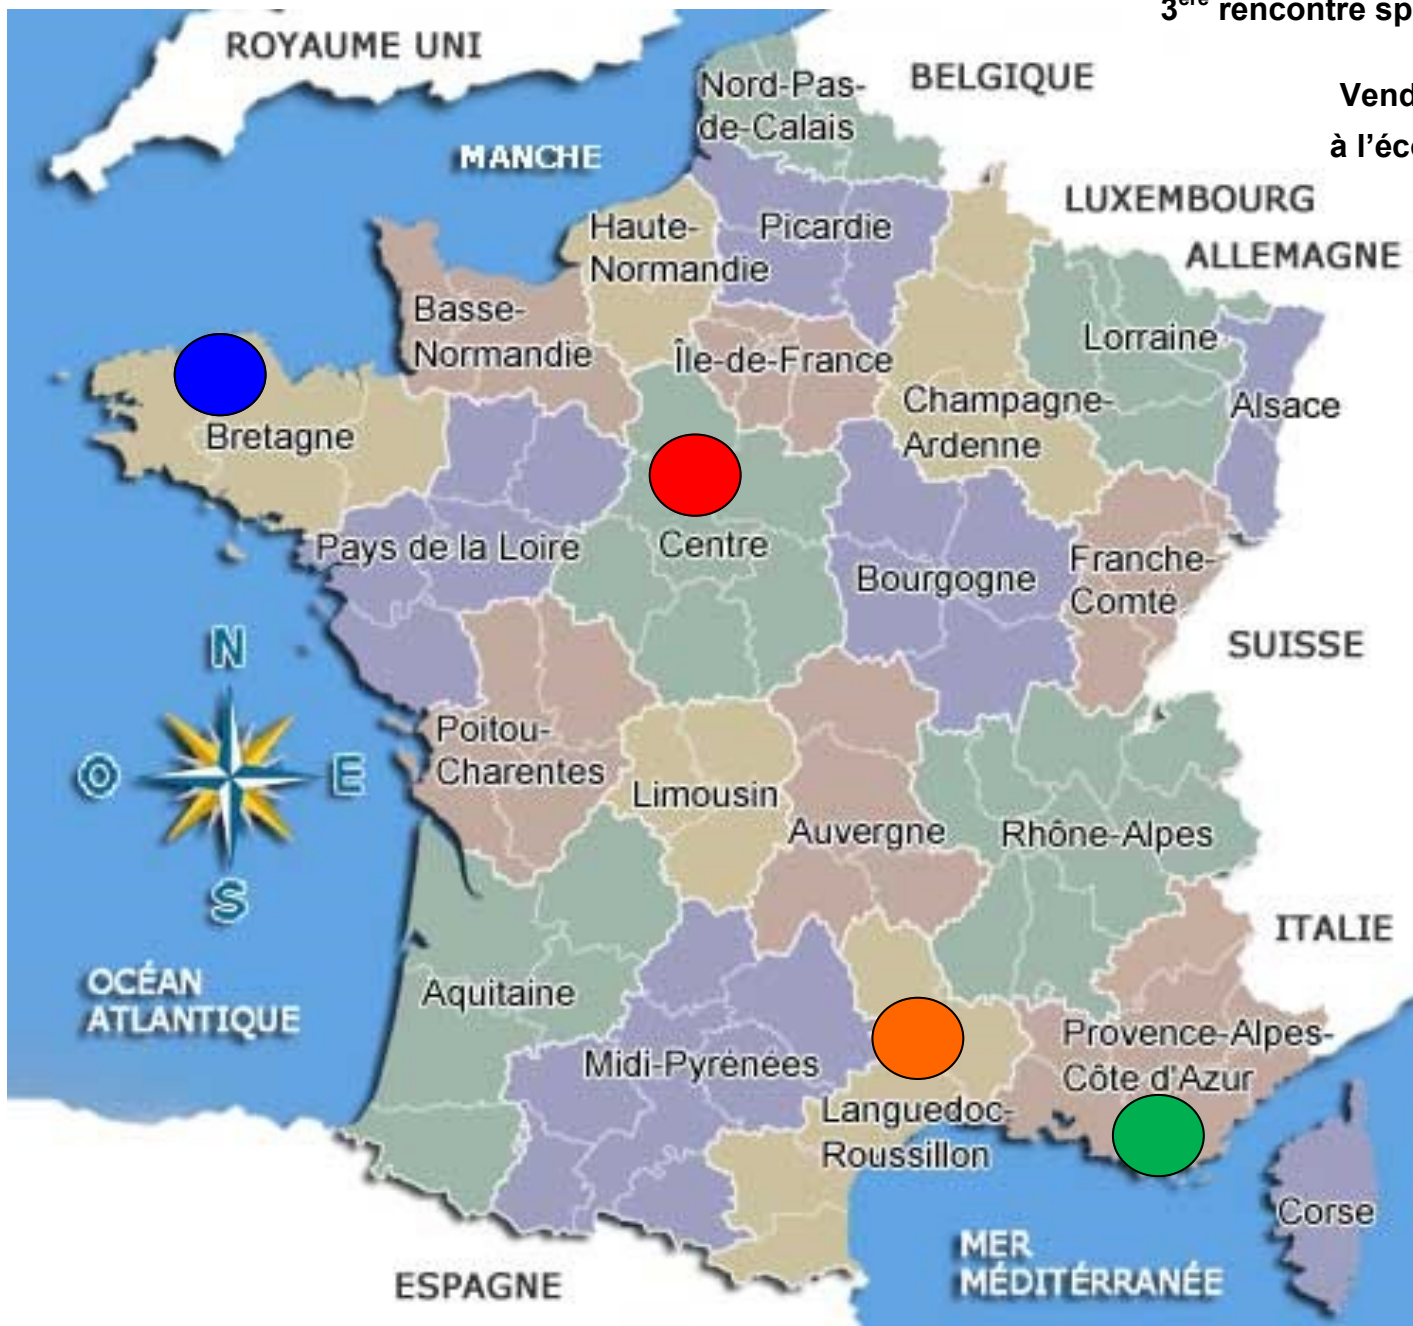 3ère rencontre sp
Vend
à l'éc
ROYAUME UNI
BELGIQUE
Nord-Pas-
de-Calais
MANCHE
LUXEMBOURG
ALLEMAGNE
Haute-
Normandie
Picardie
Basse-
Normandie
Île-de-France
Lorraine
Champagne-
Ardenne
Alsace
Bretagne
Pays de la Loire
Centre
Bourgogne
Franche-
Comté
SUISSE
N
O
E
S
Poitou-
Charentes
Limousin
Auvergne
Rhône-Alpes
ITALIE
OCÉAN
ATLANTIQUE
Aquitaine
Midi-Pyrénées
Provence-Alpes-
Côte d'Azur
Languedoc-
Roussillon
Corse
MER
MÉDITÉRRANÉE
ESPAGNE